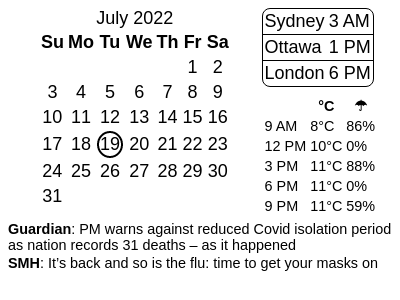 July 2022
Su Mo Tu We Th Fr Sa
1 2
3 4 5 6 7 8 9
10 11 12 13 14 15 16
17 18 19 20 21 22 23
24 25 26 27 28 29 30
31
Sydney 3 AM
Ottawa 1 PM
London 6 PM
°C ☂
9 AM 8°C 86%
12 PM 10°C 0%
3 PM 11°C 88%
6 PM 11°C 0%
9 PM 11°C 59%
Guardian: PM warns against reduced Covid isolation period
as nation records 31 deaths – as it happened
SMH: It’s back and so is the flu: time to get your masks on